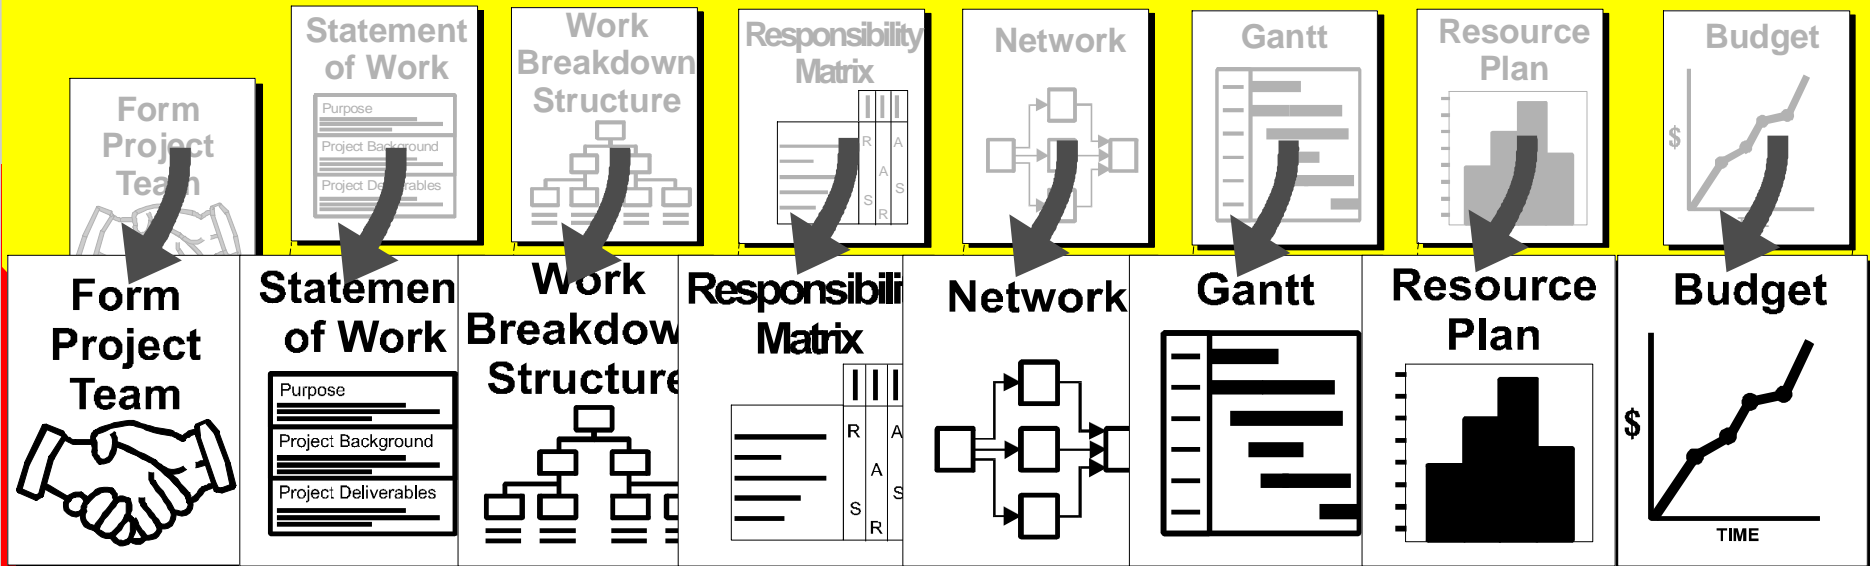 Form
Project
Team
Statement
of Work
Purpose
Project Background
Project Deliverables
Work
Breakdown
Structure
Responsibility
Matrix
R
A
A
S
S
R
Network
Gantt
Resource
Plan
Budget
$
Form
Project
Team
Statemen
of Work
Purpose
Project Background
Project Deliverables
Work
Breakdow
Structure
Responsibili
Matrix
R
A
A
S
S
R
Network
Gantt
Resource
Plan
Budget
$
TIME